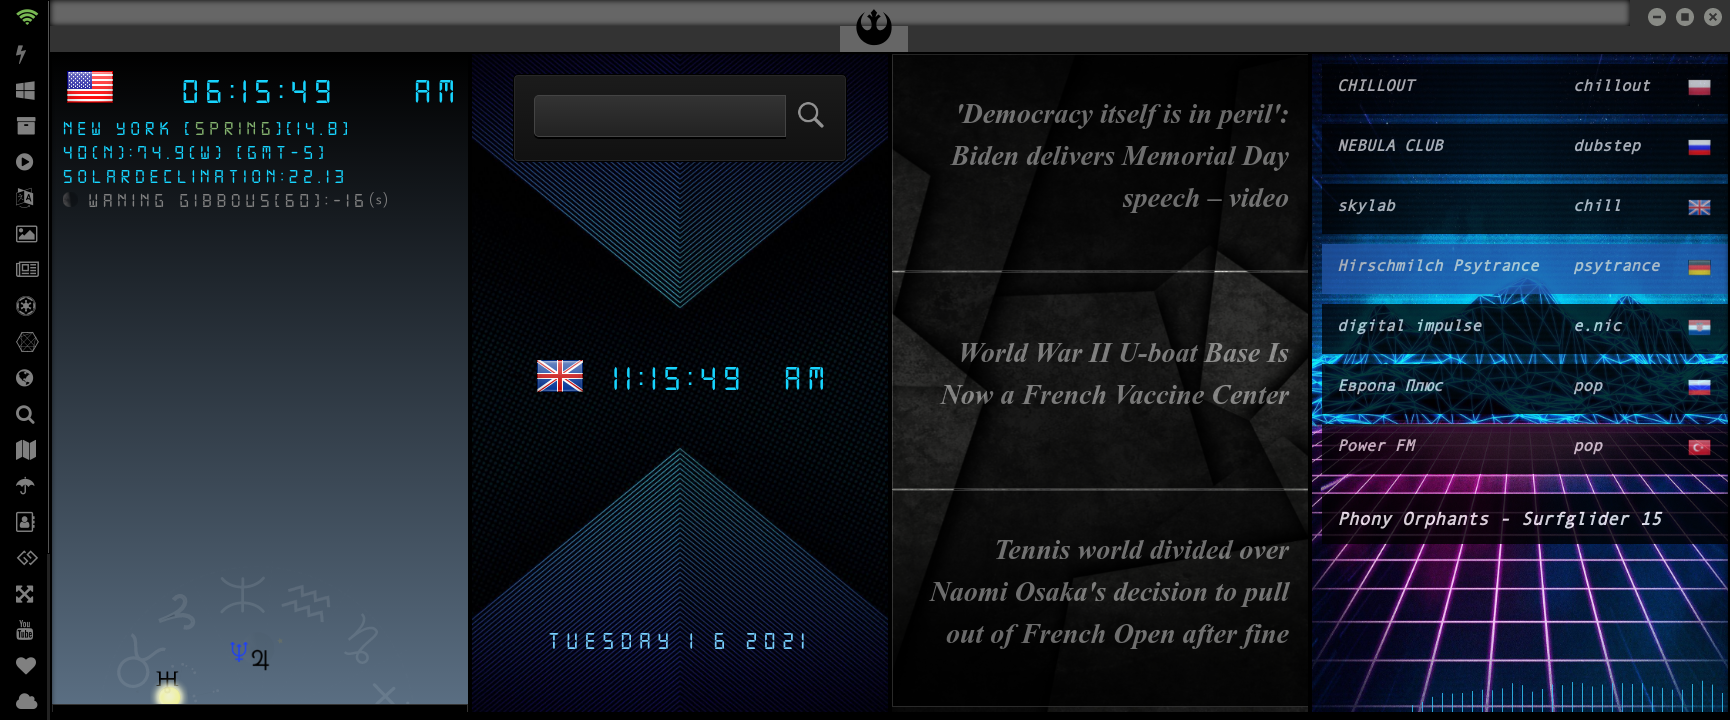 06:15:49 AM
NEW YORK [SPRING][14.8]
40(N):74.9(W) [GMT-5]
SOLARDECLINATION:22.13
WANING GIBBOUS[60]:-16(s)
11:15:49 AM
TUESDAY 1 6 2021
'Democracy itself is in peril':
Biden delivers Memorial Day
speech – video
World War II U-boat Base Is
Now a French Vaccine Center
Tennis world divided over
Naomi Osaka's decision to pull
out of French Open after fine
CHILLOUT chillout
NEBULA CLUB dubstep
skylab chill
Hirschmilch Psytrance psytrance
digital impulse e.nic
Европа Плюс pop
Power FM pop
Phony Orphants - Surfglider 15
You
Tube